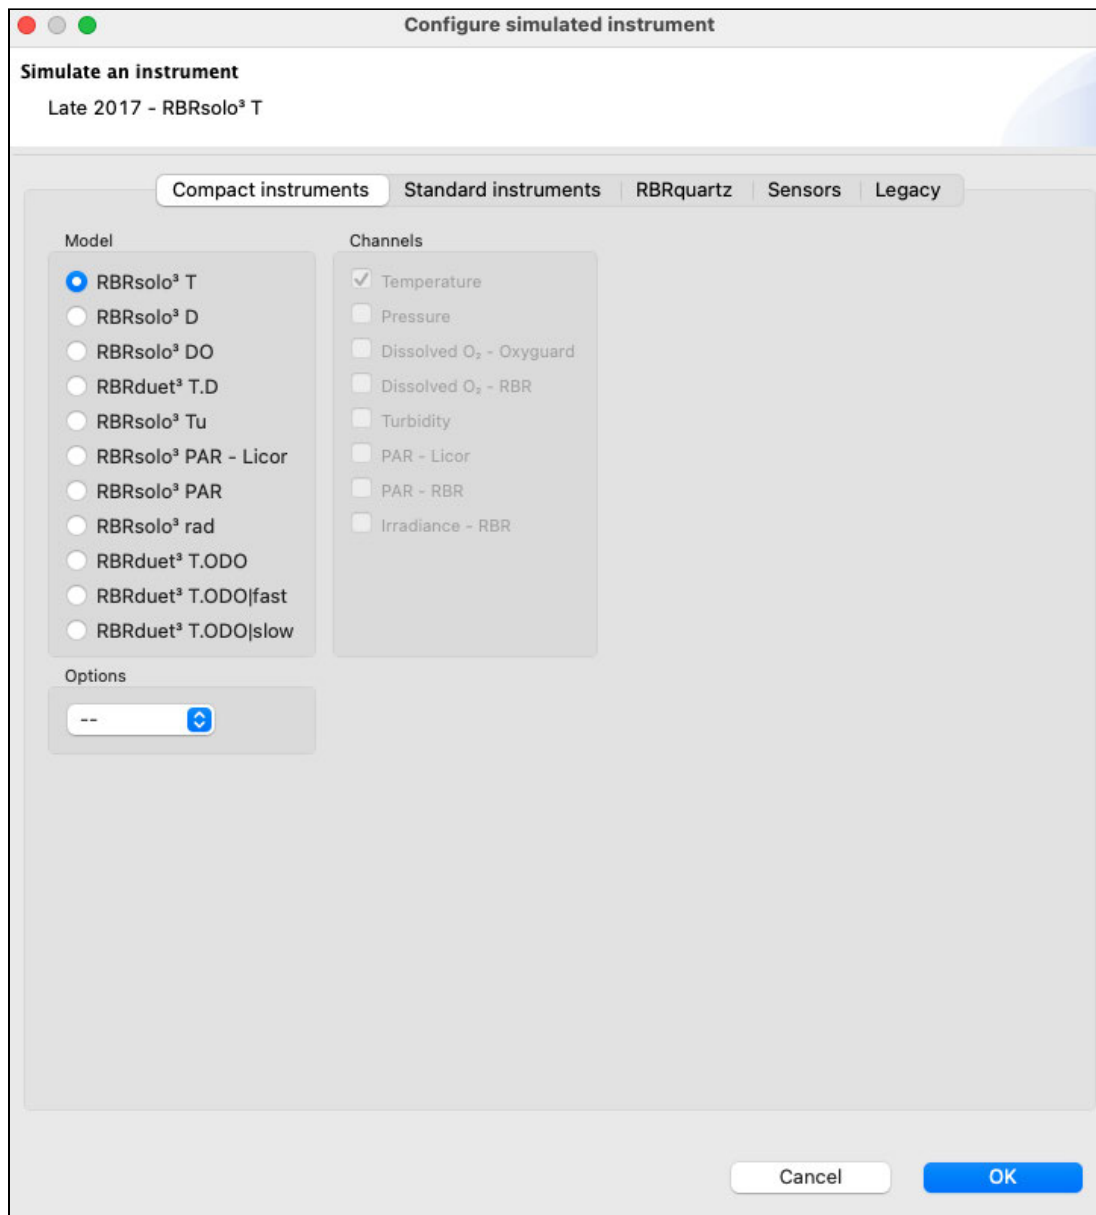 Configure simulated instrument
Simulate an instrument
Late 2017 - RBRsolo³ T
Compact instruments Standard instruments RBRquartz Sensors Legacy
Model
RBRsolo³ T
RBRsolo³ D
RBRsolo³ DO
RBRduet³ T.D
RBRsolo³ Tu
RBRsolo³ PAR - Licor
RBRsolo³ PAR
RBRsolo³ rad
RBRduet³ T.ODO
RBRduet³ T.ODO|fast
RBRduet³ T.ODO|slow
Channels
Temperature
Pressure
Dissolved O₂ - Oxyguard
Dissolved O₂ - RBR
Turbidity
PAR - Licor
PAR - RBR
Irradiance - RBR
Options
--
Cancel OK